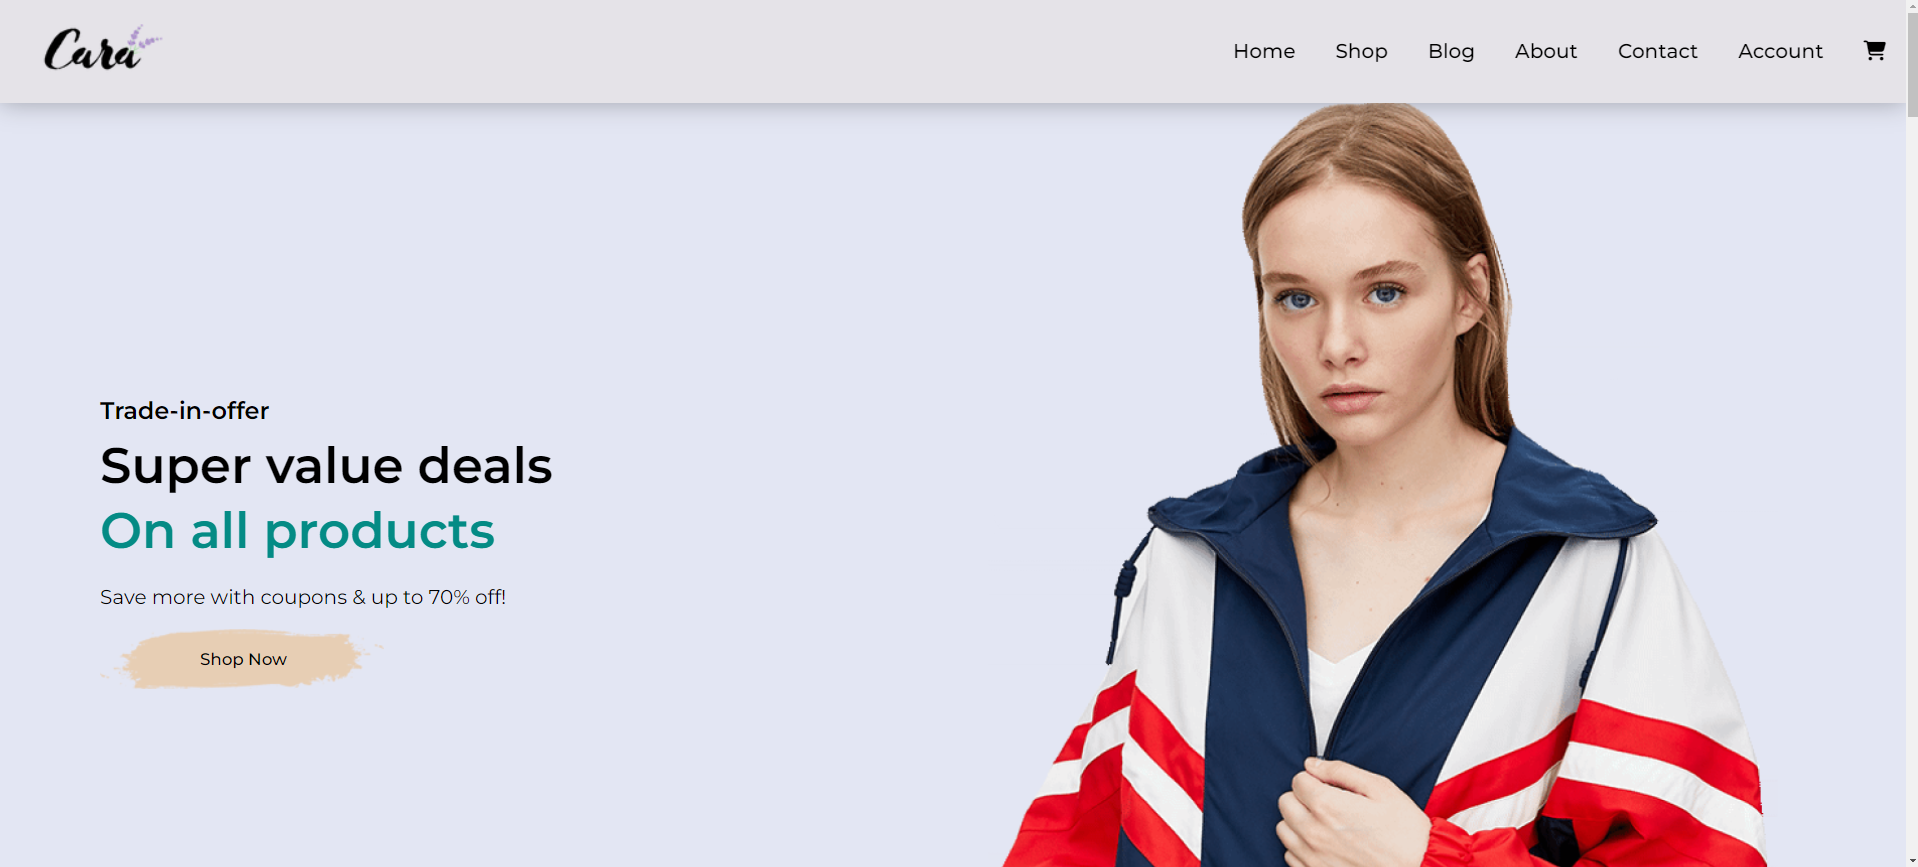 Cara
Home Shop Blog About Contact Account
Trade-in-offer
Super value deals
On all products
Save more with coupons & up to 70% off!
Shop Now